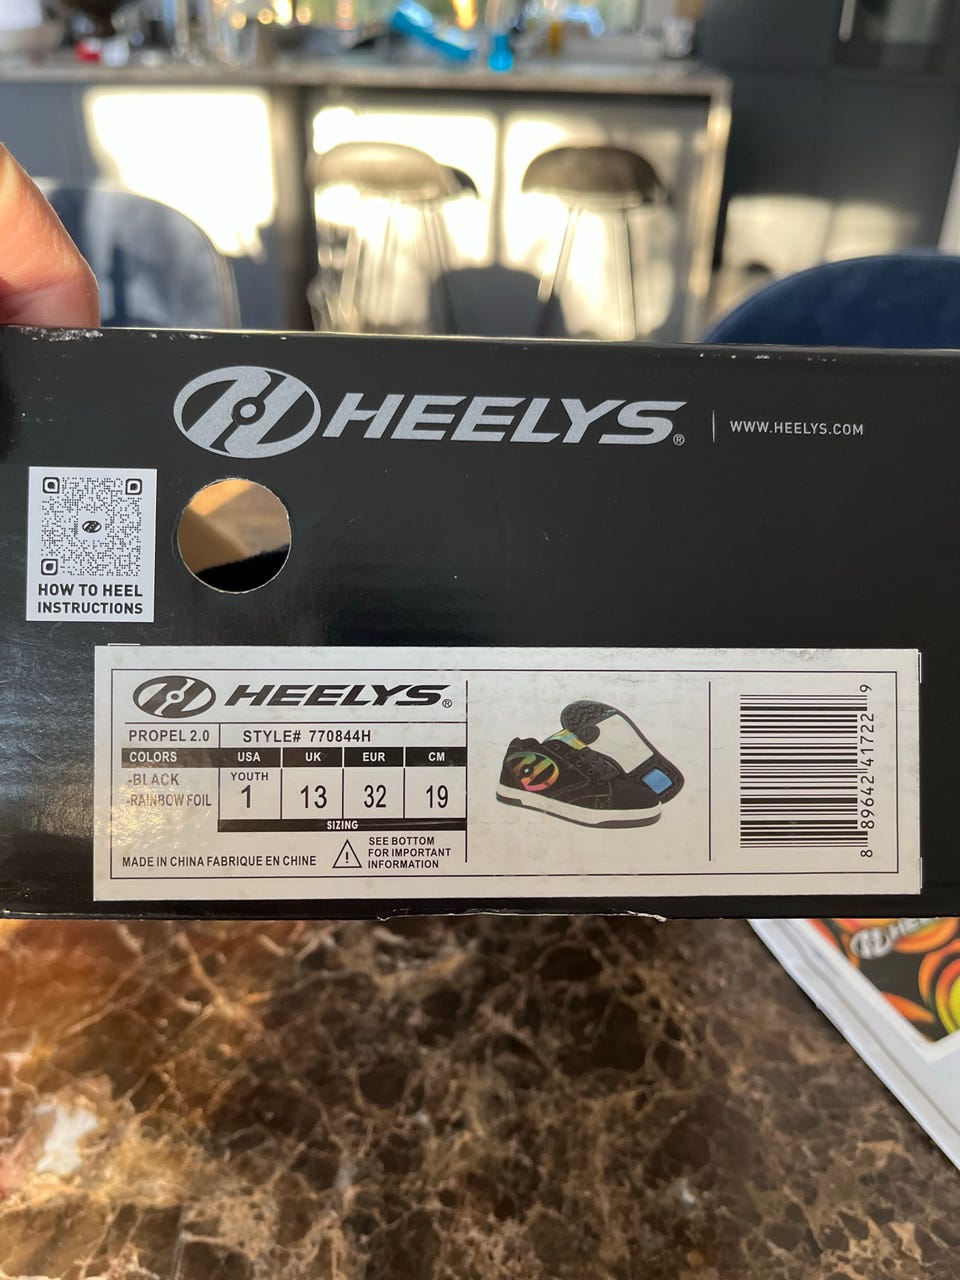 HEELYS® | WWW.HEELYS.COM
HOW TO HEEL
INSTRUCTIONS
HEELYS®
PROPEL 2.0 STYLE# 770844H
COLORS USA UK EUR CM
-BLACK
-RAINBOW FOIL
YOUTH
1 13 32 19
SIZING
MADE IN CHINA FABRIQUE EN CHINE
SEE BOTTOM
FOR IMPORTANT
INFORMATION
8 89642 41722 9
HEE